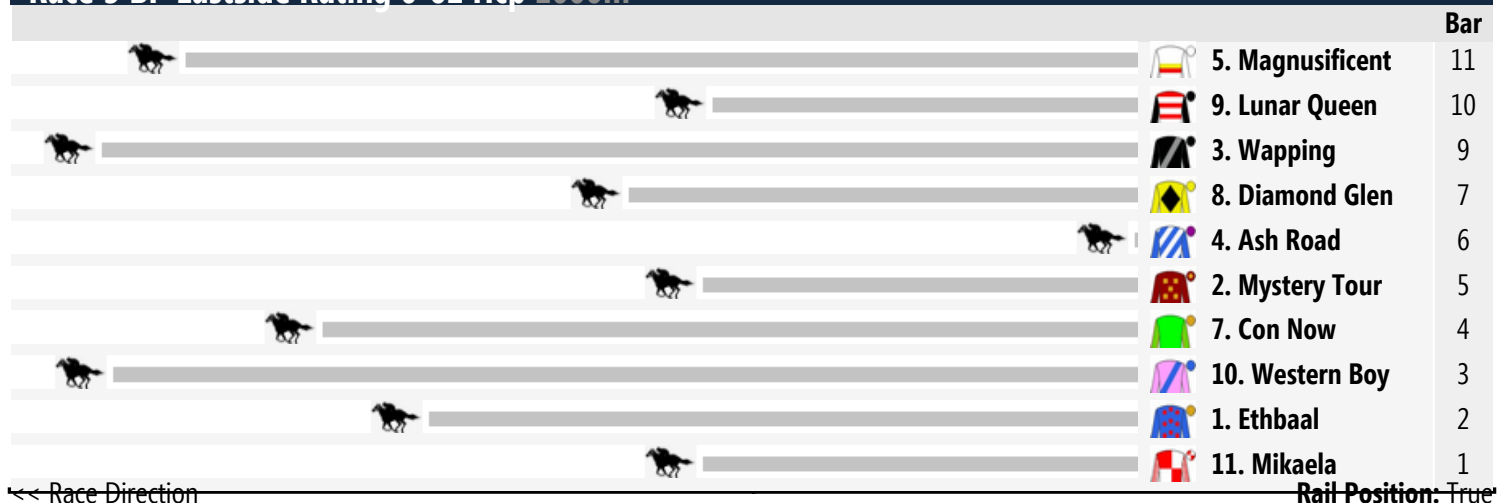 Bar
5. Magnusificent 11
9. Lunar Queen 10
3. Wapping 9
8. Diamond Glen 7
4. Ash Road 6
2. Mystery Tour 5
7. Con Now 4
10. Western Boy 3
1. Ethbaal 2
11. Mikaela 1
<< Race Direction Rail Position: True